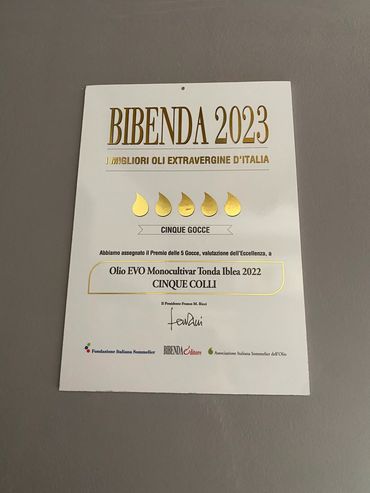 BIBENDA 2023
I MIGLIORI OLI EXTRAVERGINE D'ITALIA
CINQUE GOCCE
Abbiamo assegnato il Premio delle 5 Gocce, valutazione dell'Eccellenza, a
Olio EVO Monocultivar Tonda Iblea 2022
CINQUE COLLI
Il Presidente Franco M. Ricci
Fondazione Italiana Sommelier
BIBENDA Editore
Associazione Italiana Sommelier dell'Olio